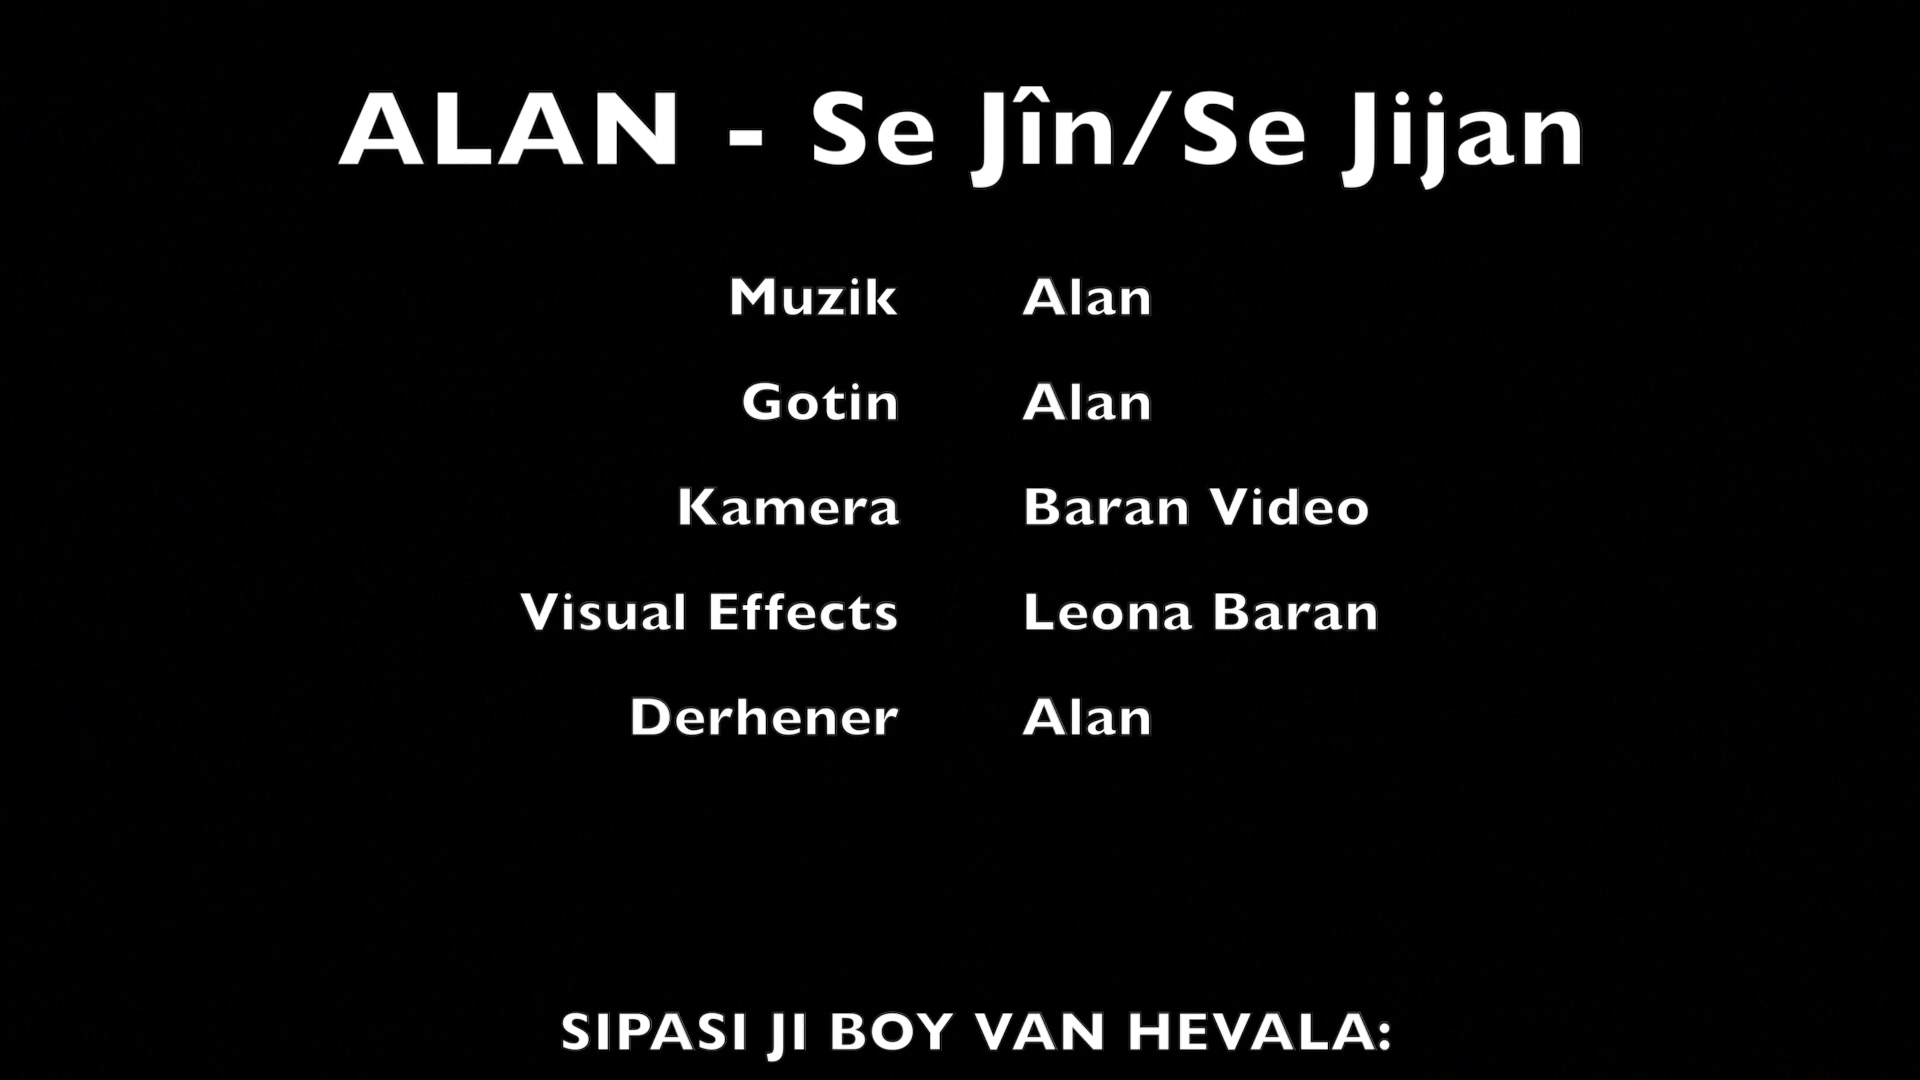 ALAN - Se Jîn/Se Jijan
Muzik Alan
Gotin Alan
Kamera Baran Video
Visual Effects Leona Baran
Derhener Alan
SIPASI JI BOY VAN HEVALA: